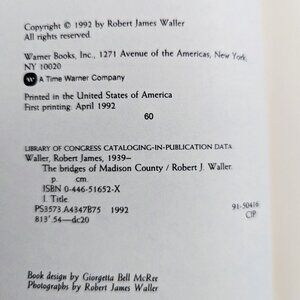 Copyright © 1992 by Robert James Waller
All rights reserved.
Warner Books, Inc., 1271 Avenue of the Americas, New York,
NY 10020
W A Time Warner Company
Printed in the United States of America
First printing: April 1992
60
LIBRARY OF CONGRESS CATALOGING-IN-PUBLICATION DATA
Waller, Robert James, 1939–
The bridges of Madison County / Robert J. Waller.
p. cm.
ISBN 0-446-51652-X
I. Title
PS3573 A4347B75 1992
813'.54—dc20
91-50416
CIP
Book design by Giorgetta Bell McRee
Photographs by Robert James Waller